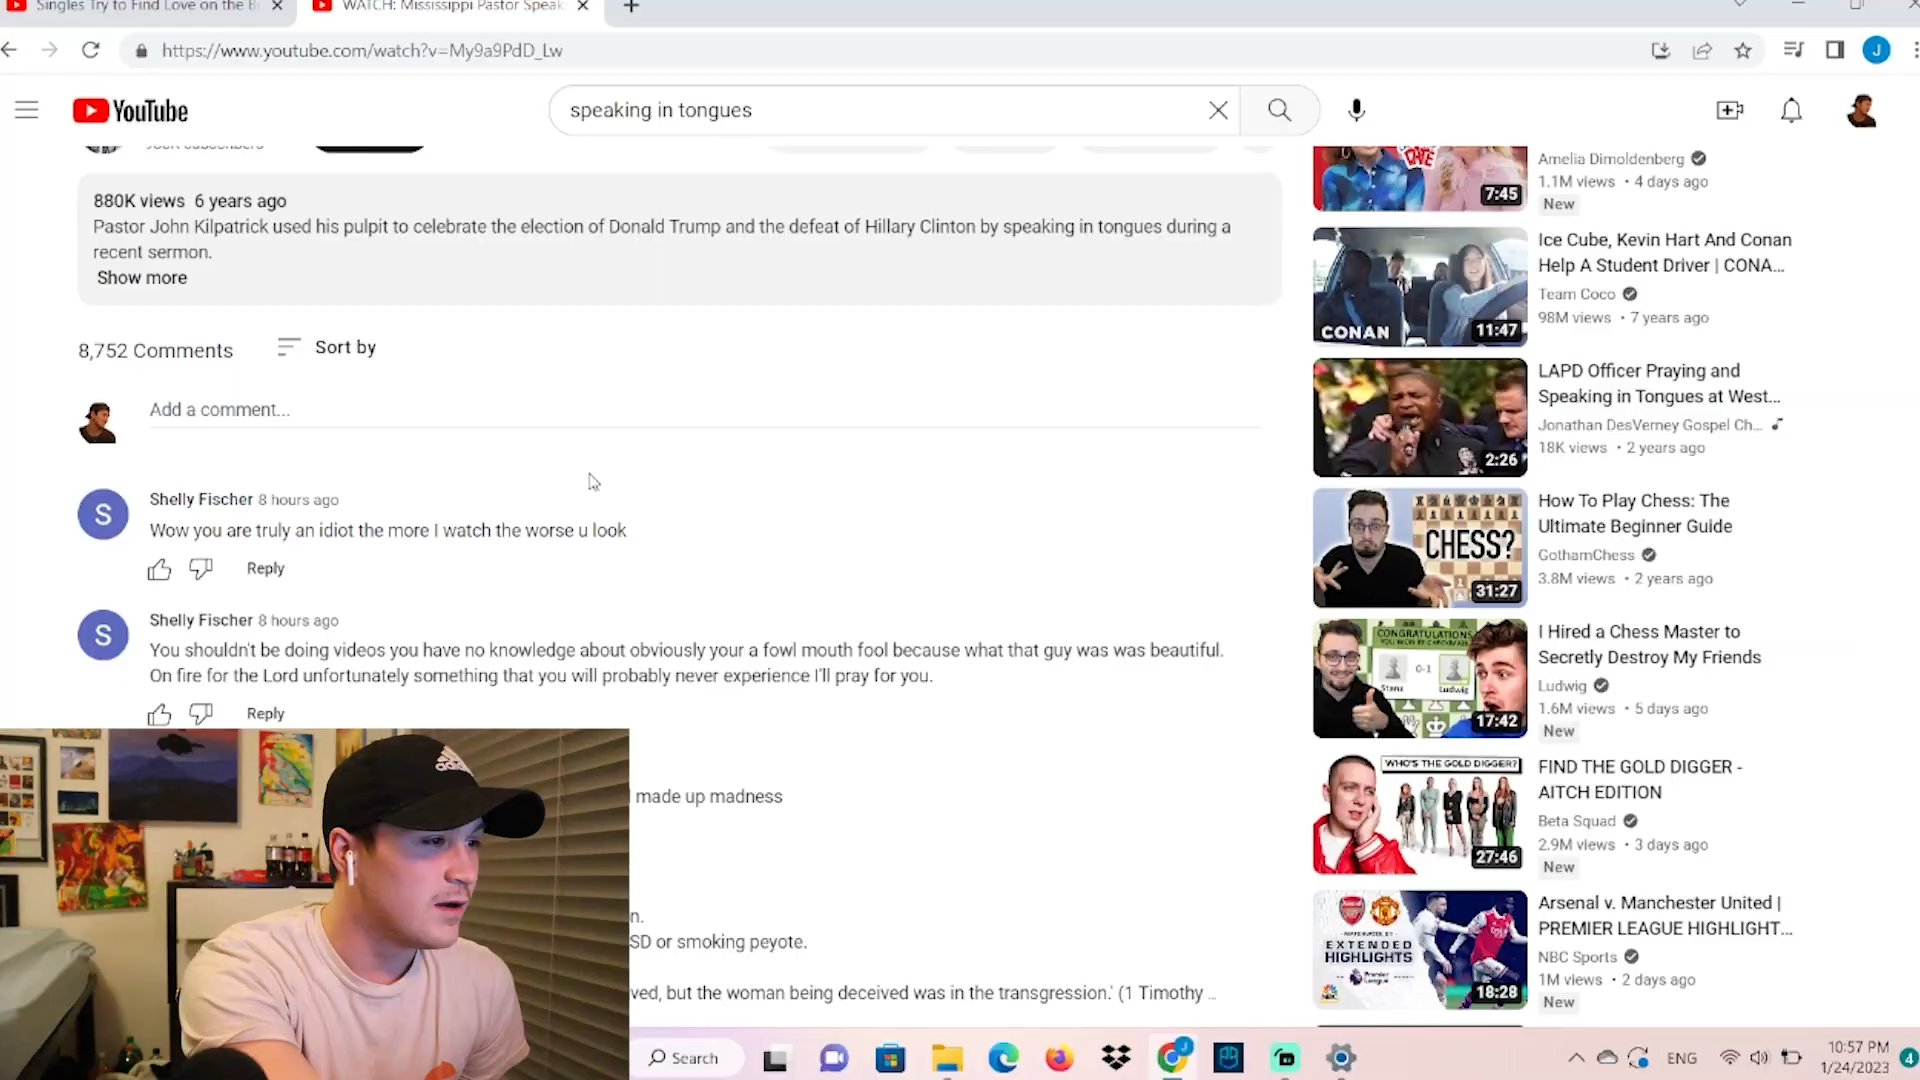 Singles Try to Find Love on the B
WATCH: Mississippi Pastor Speak
https://www.youtube.com/watch?v=My9a9PdD_Lw
J
YouTube
speaking in tongues
880K views 6 years ago
Pastor John Kilpatrick used his pulpit to celebrate the election of Donald Trump and the defeat of Hillary Clinton by speaking in tongues during a
recent sermon.
Show more
8,752 Comments
Sort by
Add a comment...
S
Shelly Fischer 8 hours ago
Wow you are truly an idiot the more I watch the worse u look
Reply
S
Shelly Fischer 8 hours ago
You shouldn't be doing videos you have no knowledge about obviously your a fowl mouth fool because what that guy was was beautiful.
On fire for the Lord unfortunately something that you will probably never experience I'll pray for you.
Reply
made up madness
n.
SD or smoking peyote.
ved, but the woman being deceived was in the transgression.' (1 Timothy ...
adidas
DATE
7:45
Amelia Dimoldenberg
1.1M views • 4 days ago
New
CONAN
11:47
Ice Cube, Kevin Hart And Conan
Help A Student Driver | CONA...
Team Coco
98M views • 7 years ago
2:26
LAPD Officer Praying and
Speaking in Tongues at West...
Jonathan DesVerney Gospel Ch...
18K views • 2 years ago
CHESS?
31:27
How To Play Chess: The
Ultimate Beginner Guide
GothamChess
3.8M views • 2 years ago
CONGRATULATIONS
0-1
Ludwig
17:42
I Hired a Chess Master to
Secretly Destroy My Friends
Ludwig
1.6M views • 5 days ago
New
WHO'S THE GOLD DIGGER?
27:46
FIND THE GOLD DIGGER -
AITCH EDITION
Beta Squad
2.9M views • 3 days ago
New
EXTENDED
HIGHLIGHTS
Premier
League
NBC
18:28
Arsenal v. Manchester United |
PREMIER LEAGUE HIGHLIGHT...
NBC Sports
1M views • 2 days ago
New
Search
J
ENG
10:57 PM
1/24/2023
4